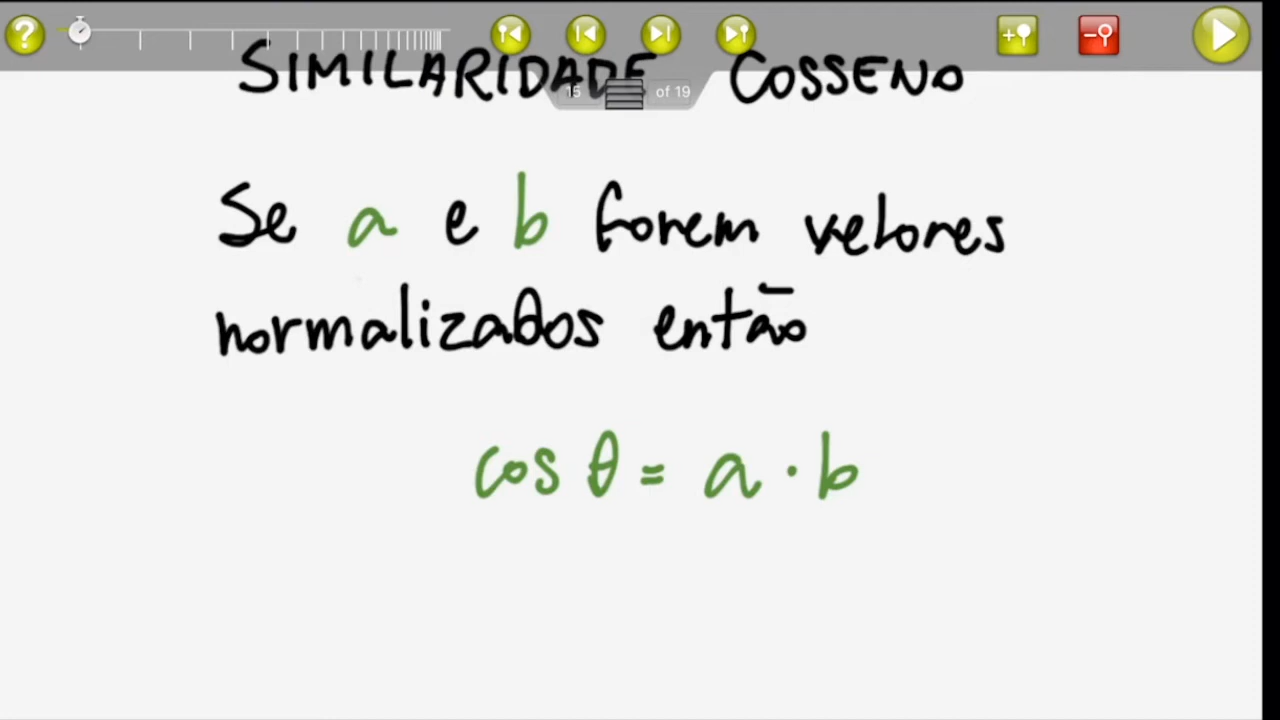 SIMILARIDADE COSSENO
15 of 19
Se a e b forem vetores
normalizados então
cos θ = a · b